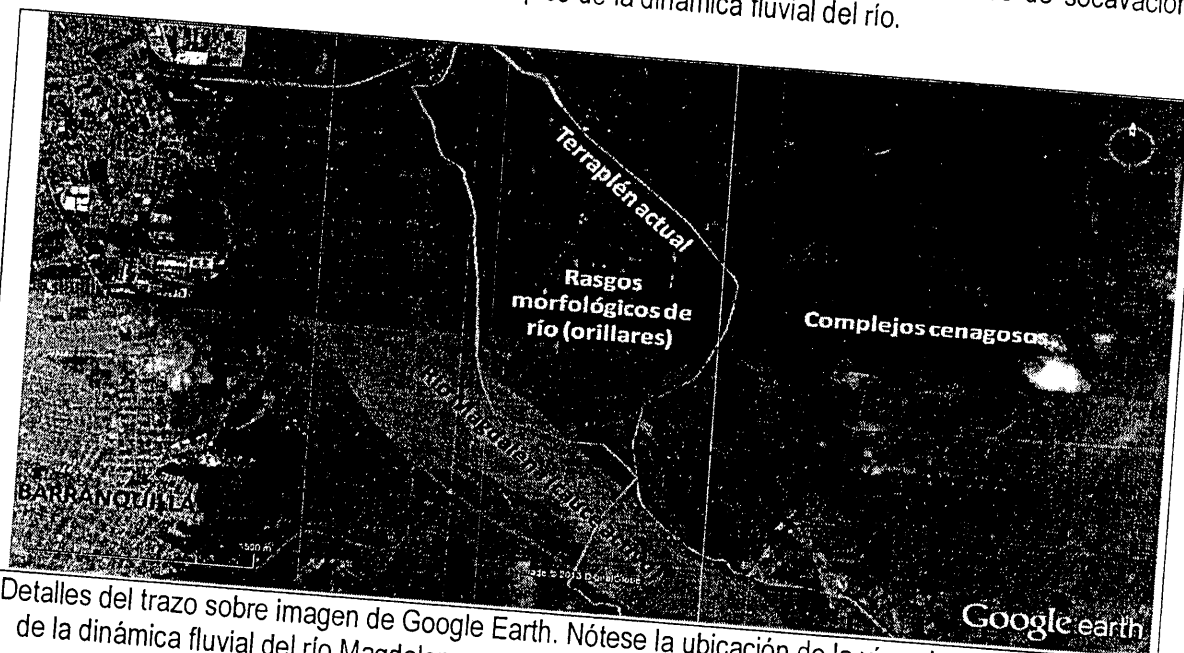 de socavación
de la dinámica fluvial del río.
Terraplén actual
Rasgos
morfológicos de
río (orillares)
Complejos cenagosos
Río Magdalena
BARRANQUILLA
Google earth
Detalles del trazo sobre imagen de Google Earth. Nótese la ubicación de la
de la dinámica fluvial del río